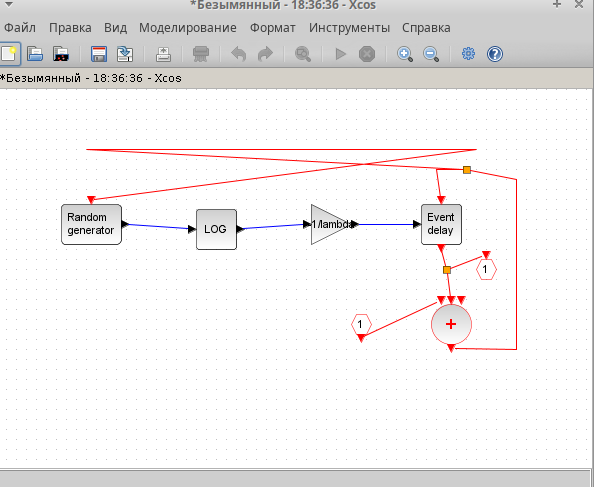 *Безымянный - 18:36:36 - Xcos
Файл Правка Вид Моделирование Формат Инструменты Справка
*Безымянный - 18:36:36 - Xcos
Random
generator
LOG
1/lambda
Event
delay
1
1
+